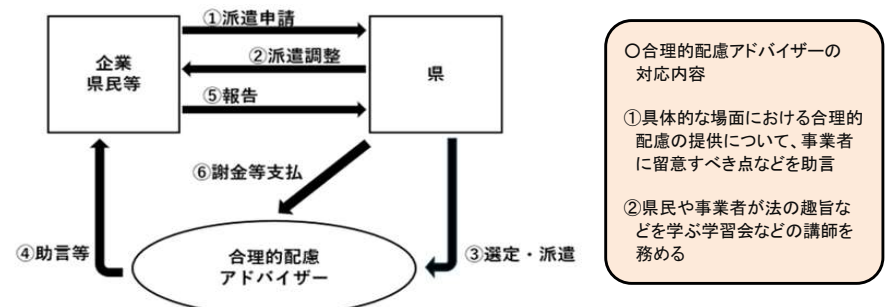 ①派遣申請
②派遣調整
企業
県民等
県
⑤報告
⑥謝金等支払
④助言等
合理的配慮
アドバイザー
③選定・派遣
〇合理的配慮アドバイザーの
対応内容
①具体的な場面における合理的
配慮の提供について、事業者
に留意すべき点などを助言
②県民や事業者が法の趣旨な
どを学ぶ学習会などの講師を
務める